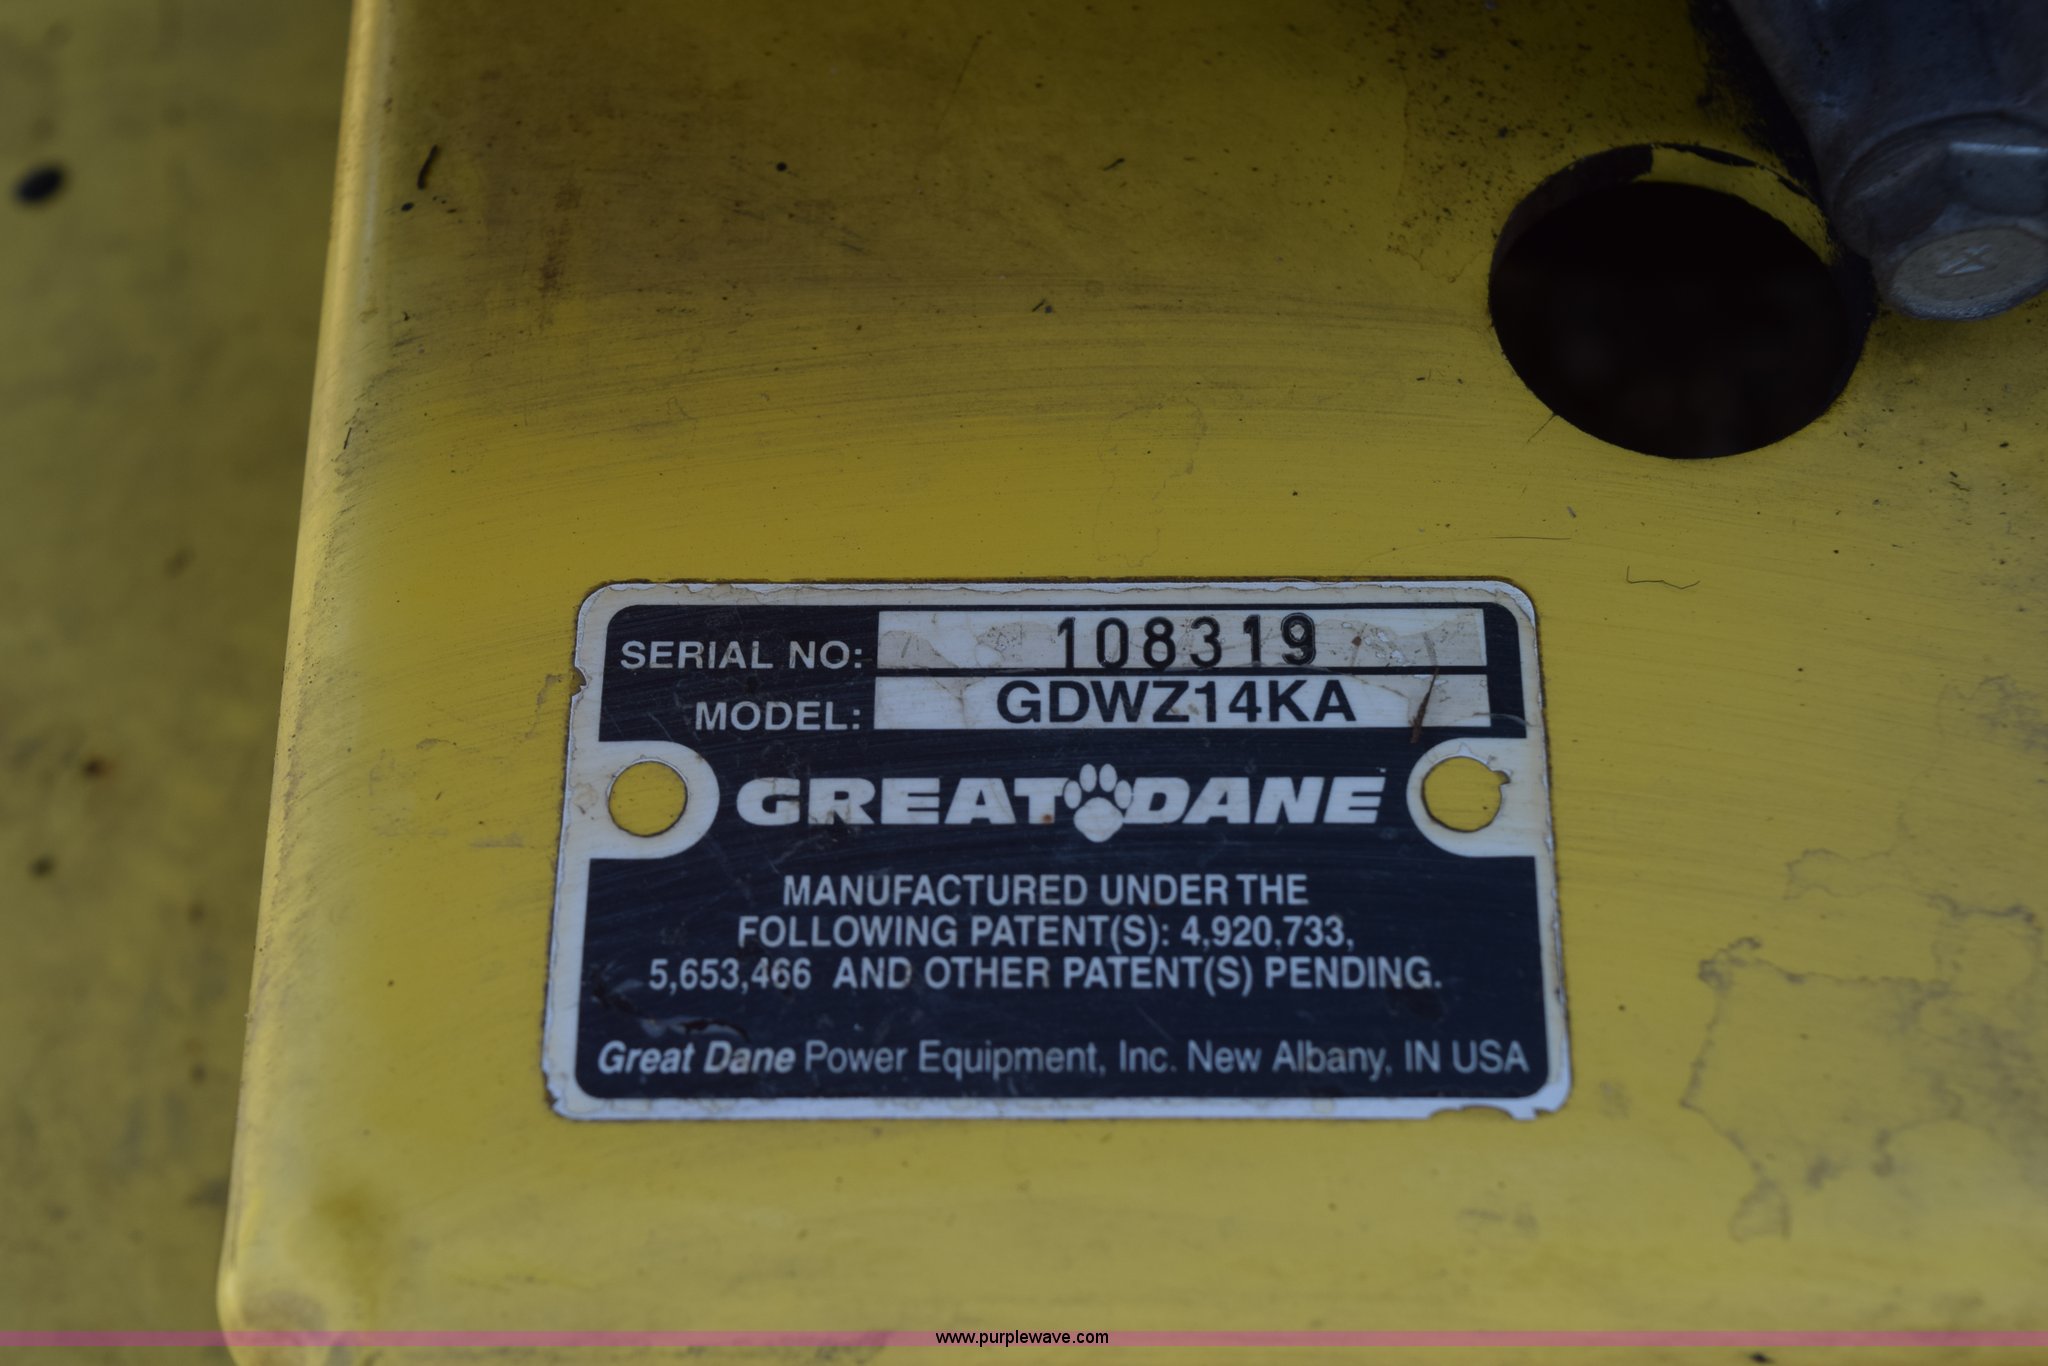 SERIAL NO: 108319
MODEL: GDWZ14KA
GREAT DANE
MANUFACTURED UNDER THE
FOLLOWING PATENT(S): 4,920,733,
5,653,466 AND OTHER PATENT(S) PENDING.
Great Dane Power Equipment, Inc. New Albany, IN USA
www.purplewave.com